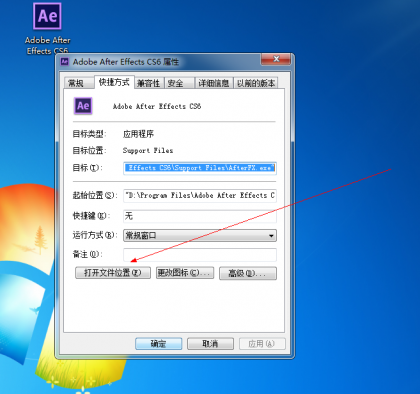 Ae
Adobe After
Effects CS6
Ae Adobe After Effects CS6 属性
常规 快捷方式 兼容性 安全 详细信息 以前的版本
Ae Adobe After Effects CS6
目标类型: 应用程序
目标位置: Support Files
目标(T): Effects CS6\Support Files\AfterFX.exe"
起始位置(S): "D:\Program Files\Adobe After Effects C
快捷键(K): 无
运行方式(R): 常规窗口
备注(O):
打开文件位置(F) 更改图标(C)... 高级(D)...
确定 取消 应用(A)